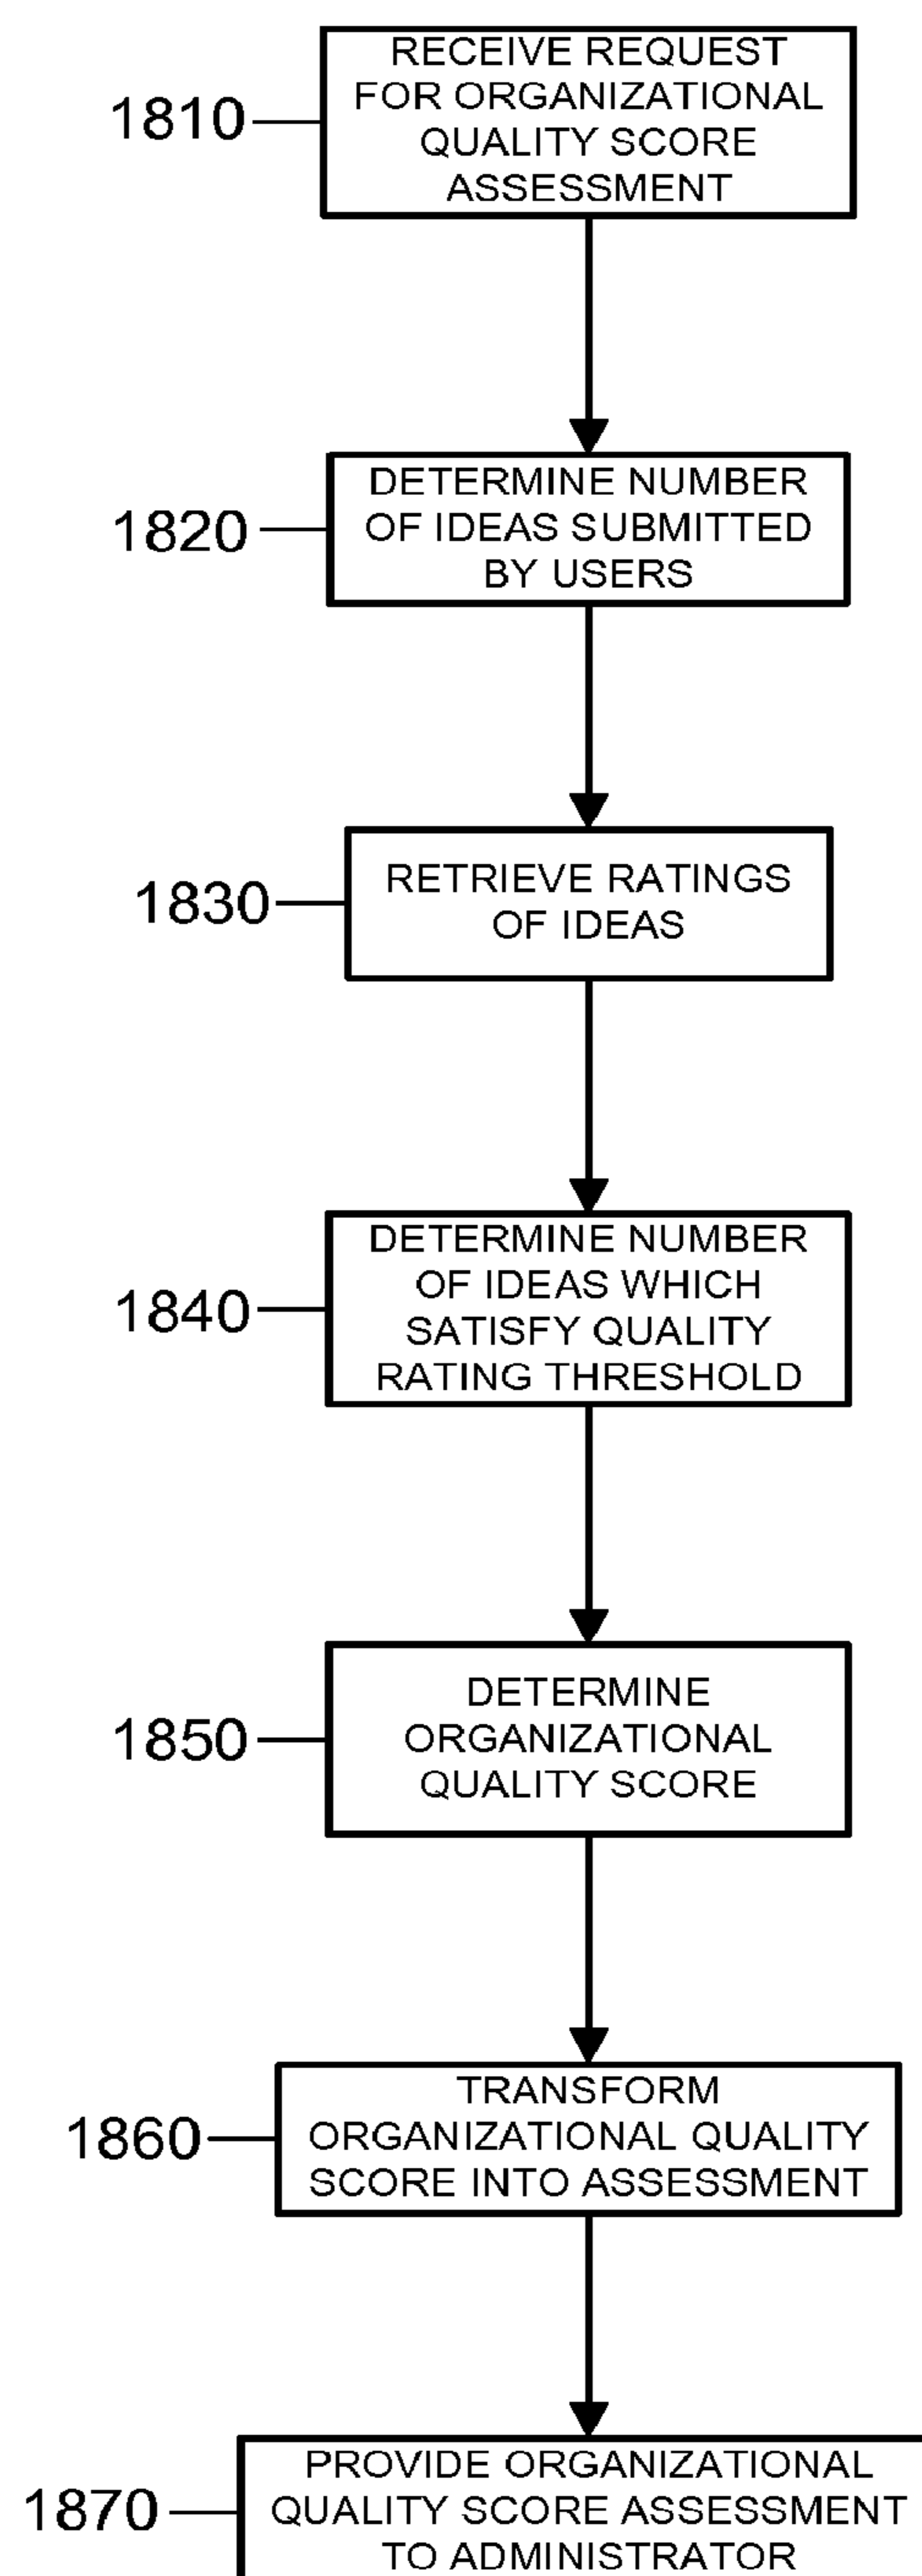 RECEIVE REQUEST
FOR ORGANIZATIONAL
QUALITY SCORE
ASSESSMENT
1810
DETERMINE NUMBER
OF IDEAS SUBMITTED
BY USERS
1820
RETRIEVE RATINGS
OF IDEAS
1830
DETERMINE NUMBER
OF IDEAS WHICH
SATISFY QUALITY
RATING THRESHOLD
1840
DETERMINE
ORGANIZATIONAL
QUALITY SCORE
1850
TRANSFORM
ORGANIZATIONAL QUALITY
SCORE INTO ASSESSMENT
1860
PROVIDE ORGANIZATIONAL
QUALITY SCORE ASSESSMENT
TO ADMINISTRATOR
1870